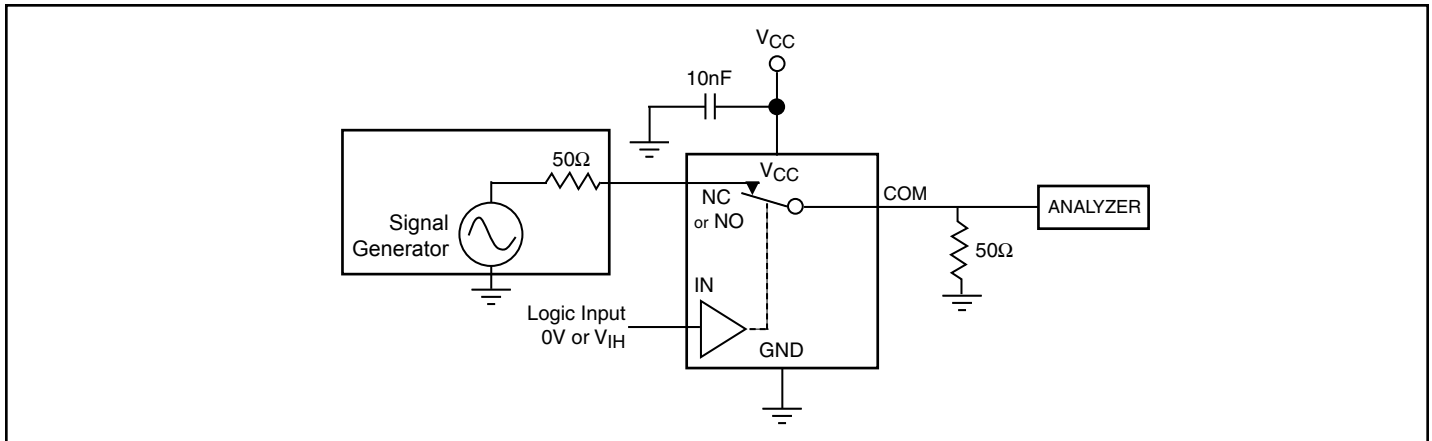 V_CC
10nF
50Ω
V_CC
NC
or NO
COM
ANALYZER
Signal
Generator
50Ω
IN
Logic Input
0V or V_IH
GND